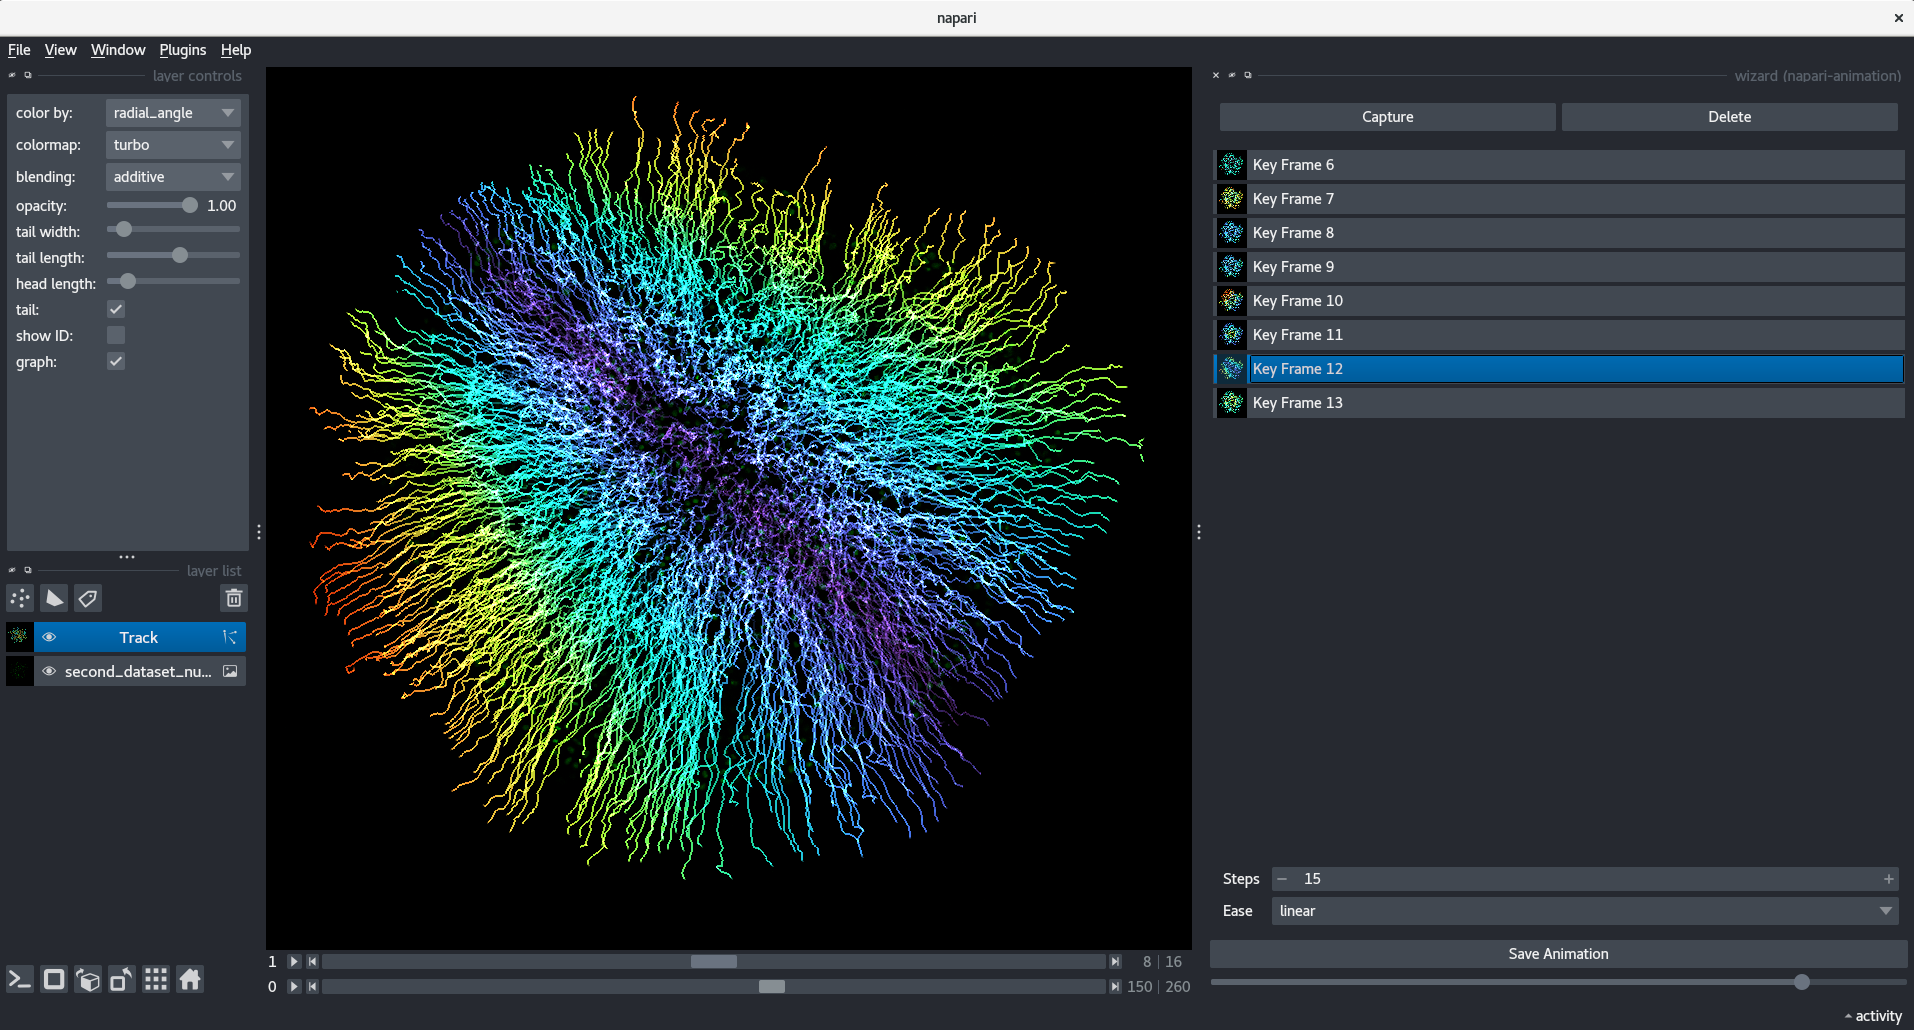 napari
File View Window Plugins Help
layer controls
color by: radial_angle
colormap: turbo
blending: additive
opacity: 1.00
tail width:
tail length:
head length:
tail:
show ID:
graph:
layer list
Track
second_dataset_nu...
1
8 | 16
0
150 | 260
wizard (napari-animation)
Capture Delete
Key Frame 6
Key Frame 7
Key Frame 8
Key Frame 9
Key Frame 10
Key Frame 11
Key Frame 12
Key Frame 13
Steps 15
Ease linear
Save Animation
activity